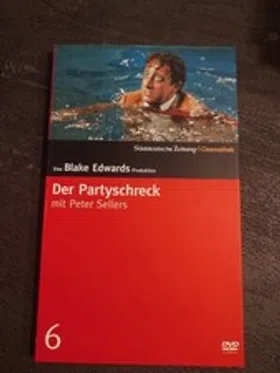 Süddeutsche Zeitung | Cinemathek
Eine Blake Edwards Produktion
Der Partyschreck
mit Peter Sellers
6
DVD